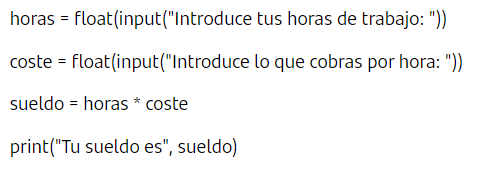 horas = float(input("Introduce tus horas de trabajo: "))
coste = float(input("Introduce lo que cobras por hora: "))
sueldo = horas * coste
print("Tu sueldo es", sueldo)